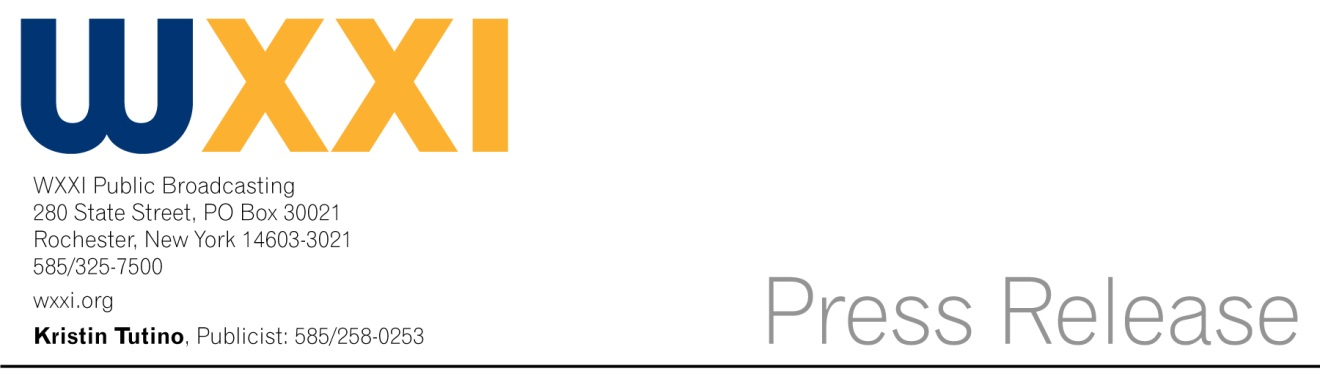 WXXI
WXXI Public Broadcasting
280 State Street, PO Box 30021
Rochester, New York 14603-3021
585/325-7500
wxxi.org
Kristin Tutino, Publicist: 585/258-0253
Press Release